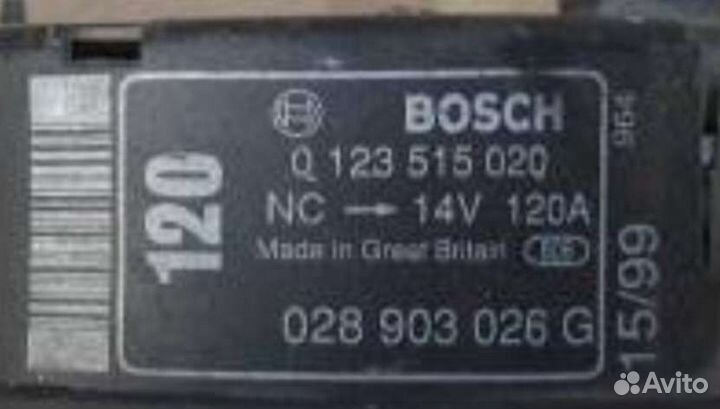 120
BOSCH
0 123 515 020
NC → 14V 120A
Made in Great Britain
028 903 026 G
15/99
964
Avito